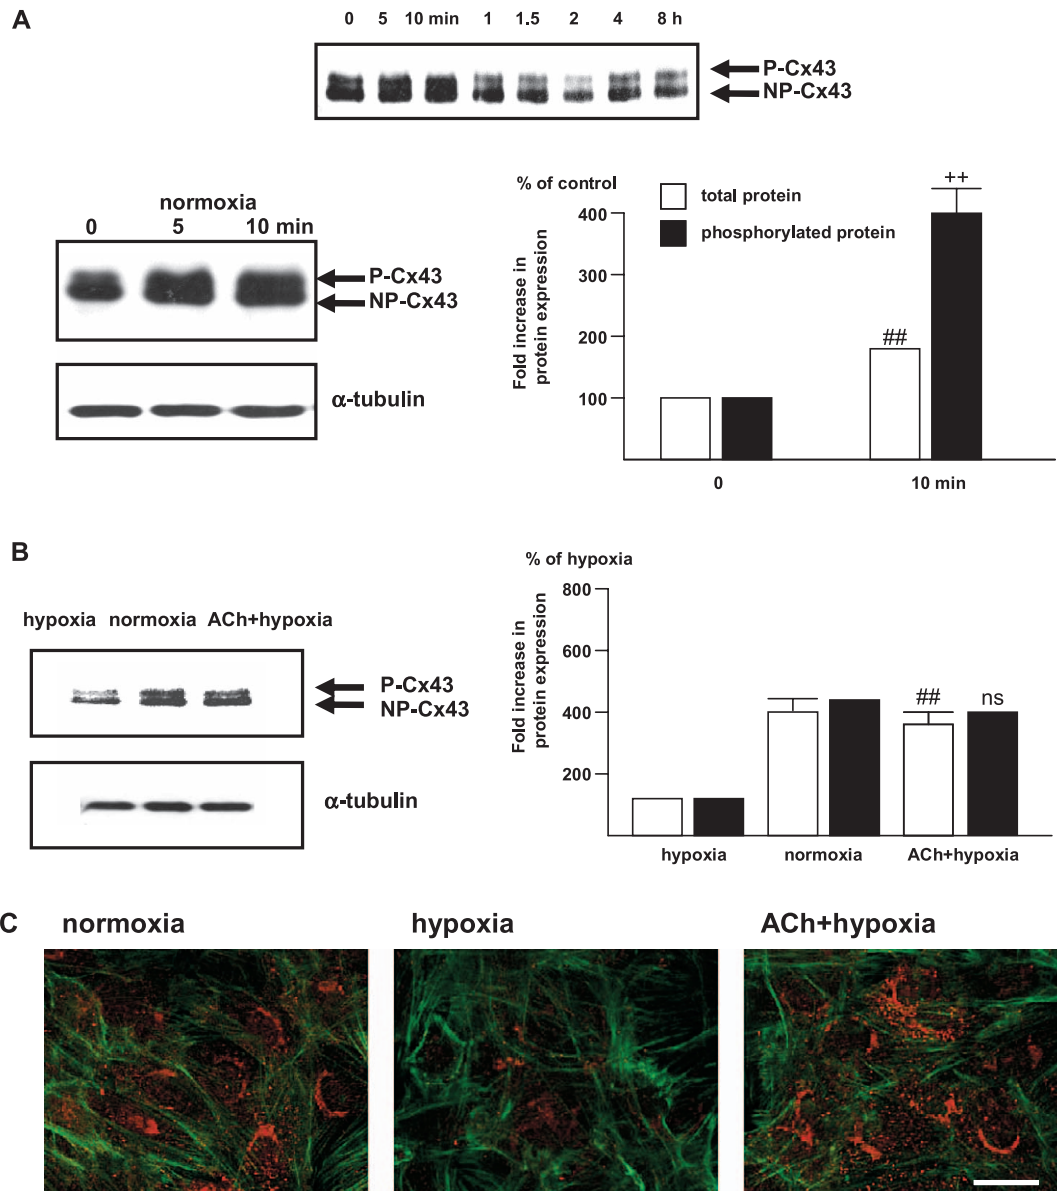 A
0 5 10 min 1 1.5 2 4 8 h
P-Cx43
NP-Cx43
normoxia
0 5 10 min
P-Cx43
NP-Cx43
α-tubulin
% of control
total protein
phosphorylated protein
Fold increase in
protein expression
400
300
200
100
##
++
0 10 min
B
hypoxia normoxia ACh+hypoxia
P-Cx43
NP-Cx43
α-tubulin
% of hypoxia
Fold increase in
protein expression
800
600
400
200
## ns
hypoxia normoxia ACh+hypoxia
C normoxia hypoxia ACh+hypoxia